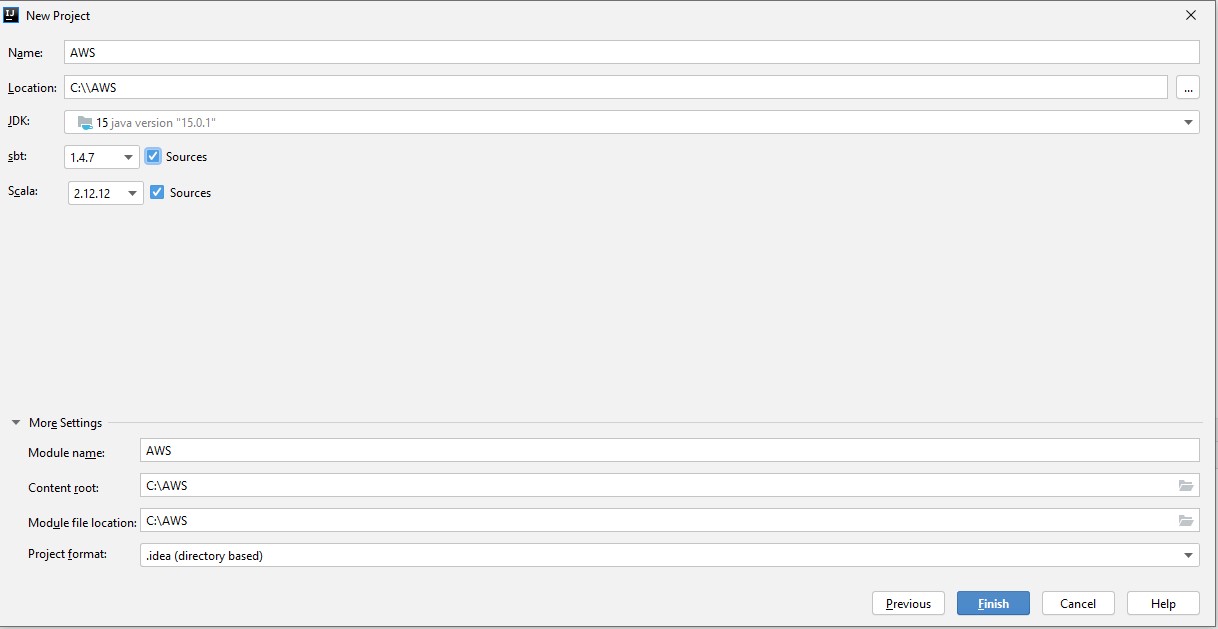 New Project
Name: AWS
Location: C:\\AWS ...
JDK: 15 java version "15.0.1"
sbt: 1.4.7 Sources
Scala: 2.12.12 Sources
More Settings
Module name: AWS
Content root: C:\AWS
Module file location: C:\AWS
Project format: .idea (directory based)
Previous Finish Cancel Help